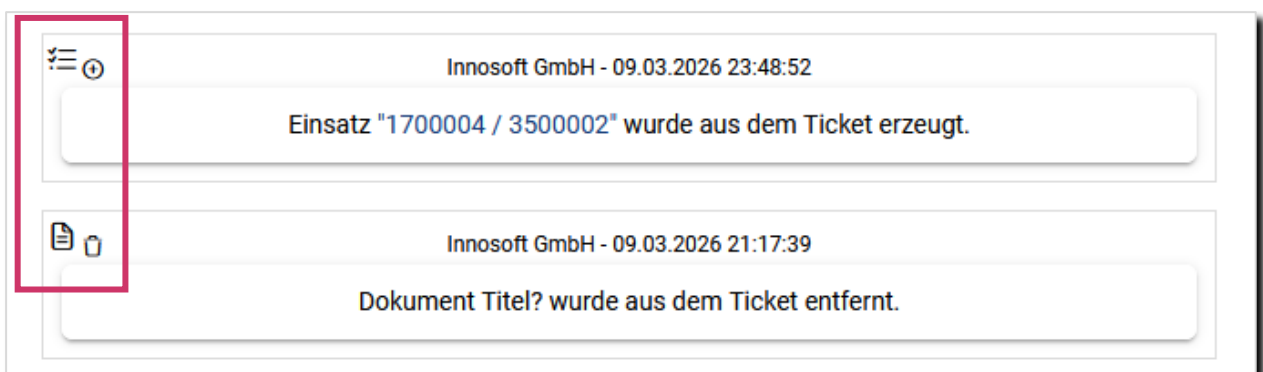 Innosoft GmbH - 09.03.2026 23:48:52
Einsatz "1700004 / 3500002" wurde aus dem Ticket erzeugt.
Innosoft GmbH - 09.03.2026 21:17:39
Dokument Titel? wurde aus dem Ticket entfernt.